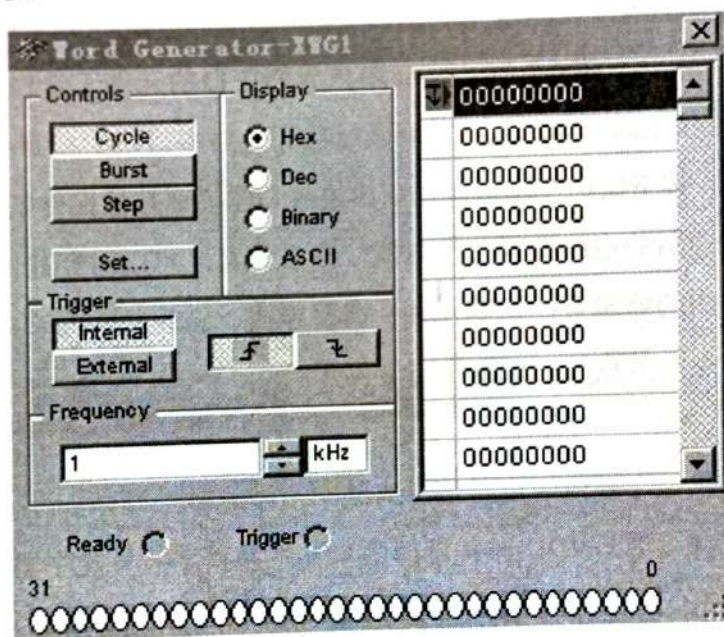 Word Generator-XWG1
Controls
Cycle
Burst
Step
Set...
Display
Hex
Dec
Binary
ASCII
Trigger
Internal
External
Frequency
1
kHz
Ready
Trigger
31
0
00000000
00000000
00000000
00000000
00000000
00000000
00000000
00000000
00000000
00000000